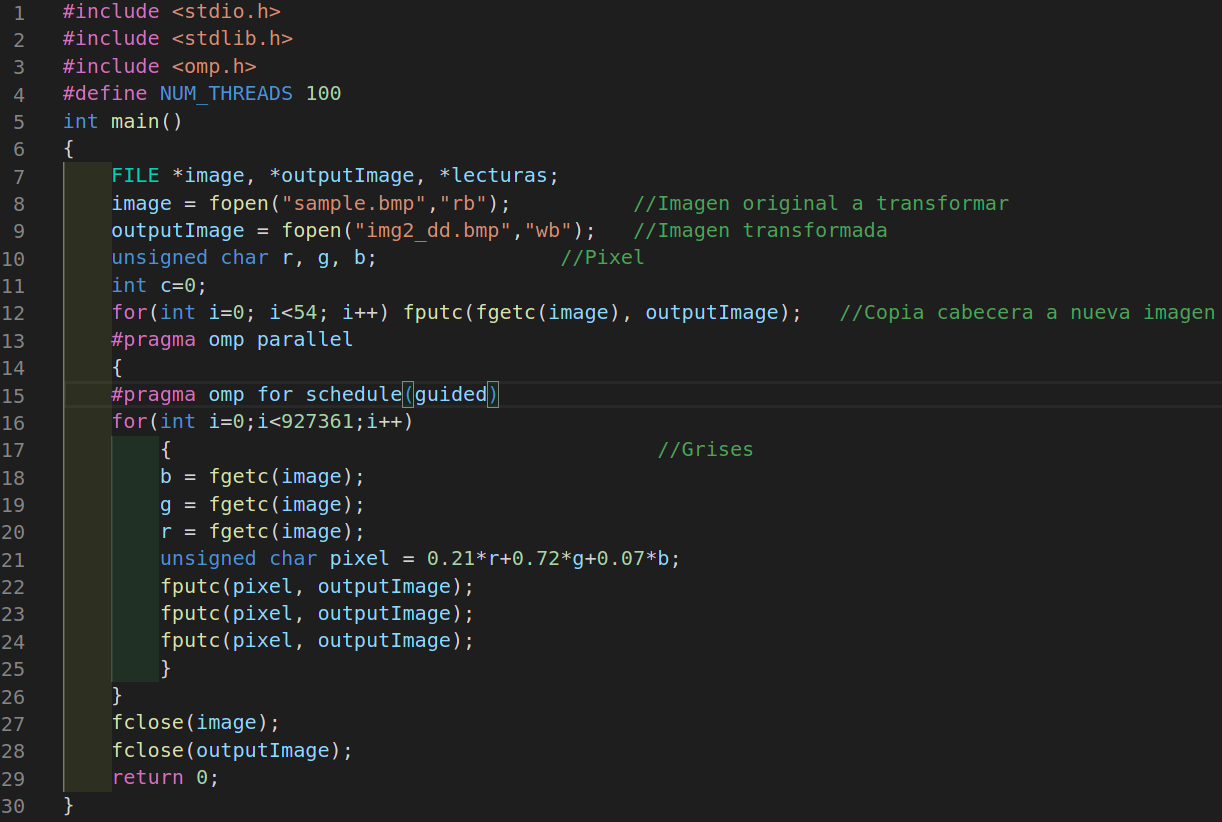 1 #include <stdio.h>
2 #include <stdlib.h>
3 #include <omp.h>
4 #define NUM_THREADS 100
5 int main()
6 {
7 FILE *image, *outputImage, *lecturas;
8 image = fopen("sample.bmp","rb"); //Imagen original a transformar
9 outputImage = fopen("img2_dd.bmp","wb"); //Imagen transformada
10 unsigned char r, g, b; //Pixel
11 int c=0;
12 for(int i=0; i<54; i++) fputc(fgetc(image), outputImage); //Copia cabecera a nueva imagen
13 #pragma omp parallel
14 {
15 #pragma omp for schedule(guided)
16 for(int i=0;i<927361;i++)
17 { //Grises
18 b = fgetc(image);
19 g = fgetc(image);
20 r = fgetc(image);
21 unsigned char pixel = 0.21*r+0.72*g+0.07*b;
22 fputc(pixel, outputImage);
23 fputc(pixel, outputImage);
24 fputc(pixel, outputImage);
25 }
26 }
27 fclose(image);
28 fclose(outputImage);
29 return 0;
30 }